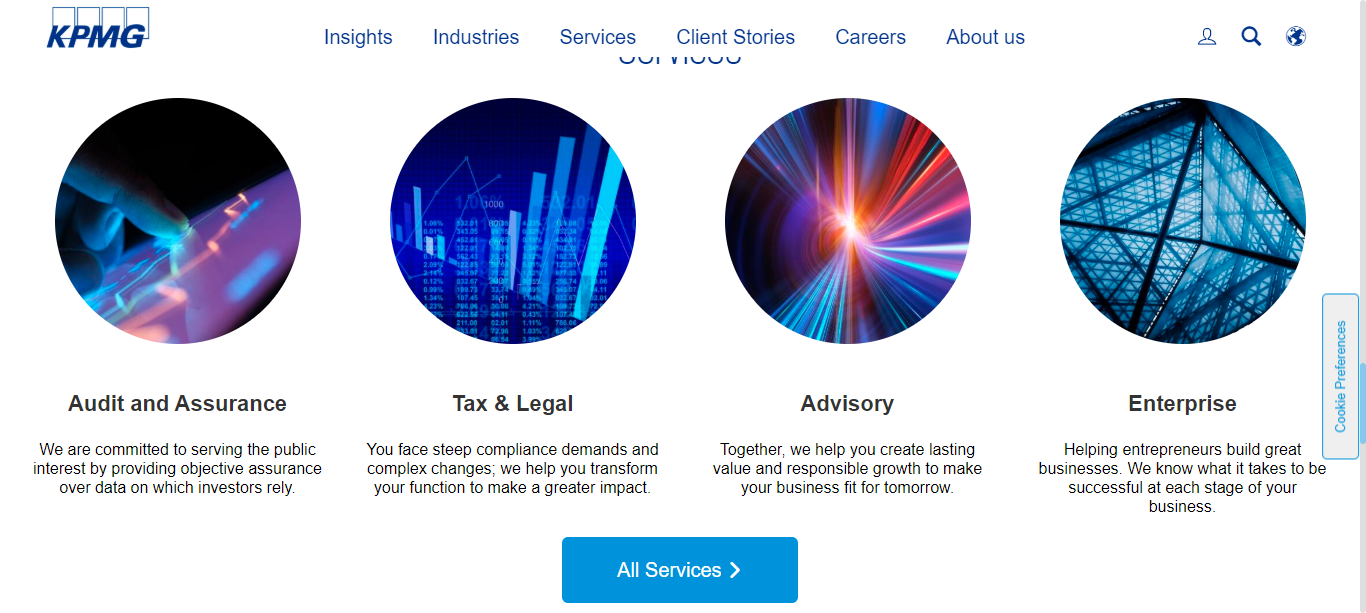 KPMG
Insights
Industries
Services
Client Stories
Careers
About us
Services
1000
Audit and Assurance
We are committed to serving the public
interest by providing objective assurance
over data on which investors rely.
Tax & Legal
You face steep compliance demands and
complex changes; we help you transform
your function to make a greater impact.
Advisory
Together, we help you create lasting
value and responsible growth to make
your business fit for tomorrow.
Enterprise
Helping entrepreneurs build great
businesses. We know what it takes to be
successful at each stage of your
business.
Cookie Preferences
All Services